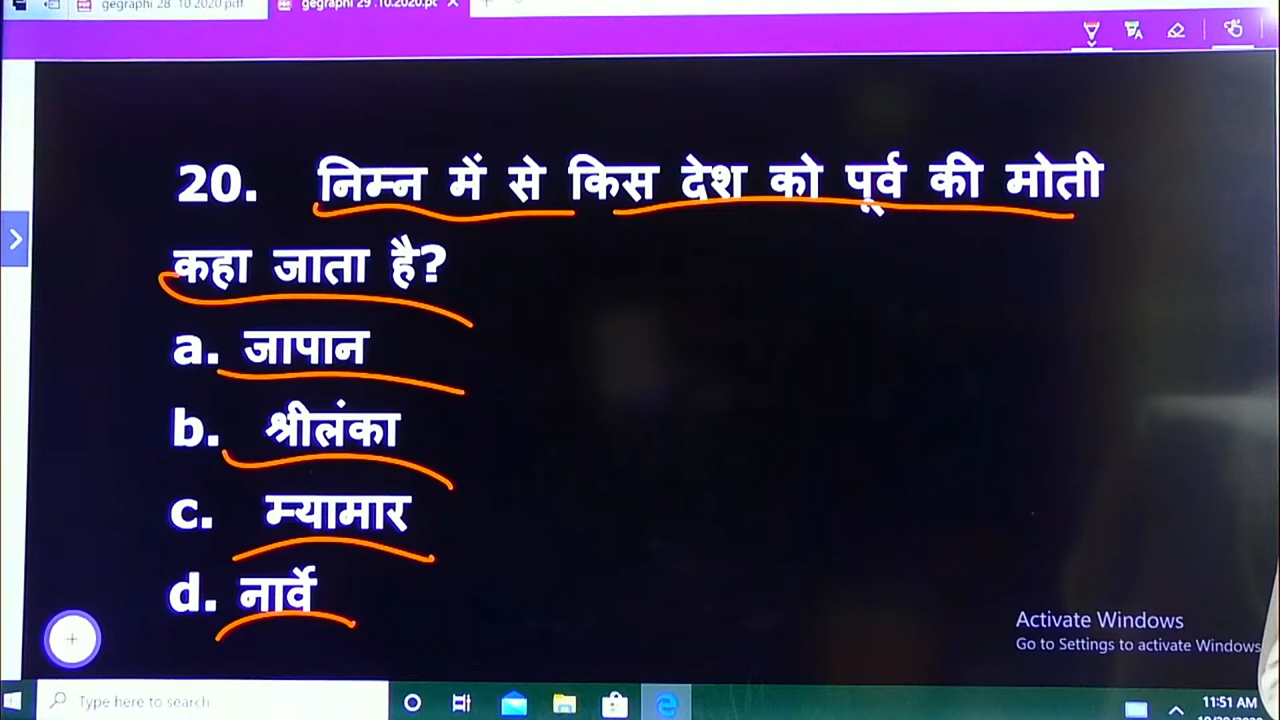 gegraphi 28 10 2020 pdf
gegraphi 29 .10.2020.pc
20. निम्न में से किस देश को पूर्व की मोती
कहा जाता है?
a. जापान
b. श्रीलंका
c. म्यामार
d. नार्वे
Activate Windows
Go to Settings to activate Windows
Type here to search
11:51 AM